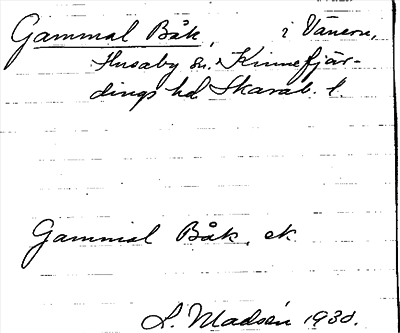 Gammal Båk, i Vänern,
Husaby sn. Kinnefjär-
dings hd Skarab. l.
Gammal Båk, ek
L. Madsén 1930.